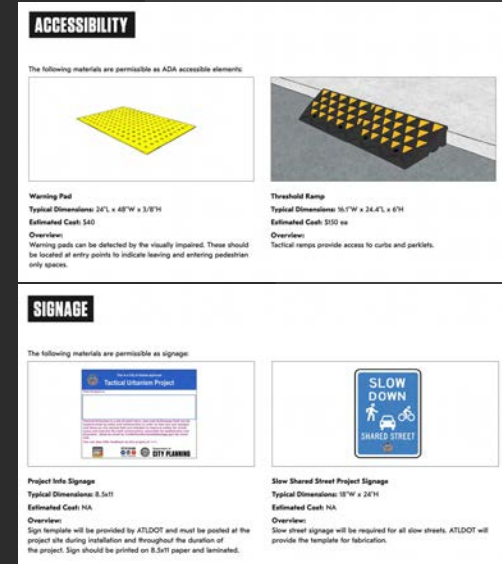 ACCESSIBILITY
The following materials are permissible as ADA accessible elements:
Warning Pad
Typical Dimensions: 24"L x 48"W x 3/8"H
Estimated Cost: $40
Overview:
Warning pads can be detected by the visually impaired. These should
be located at entry points to indicate leaving and entering pedestrian
only spaces.
Threshold Ramp
Typical Dimensions: 16.1"W x 24.4"L x 6"H
Estimated Cost: $150 ea
Overview:
Tactical ramps provide access to curbs and parklets.
SIGNAGE
The following materials are permissible as signage:
Tactical Urbanism Project
CITY PLANNING
Project Info Signage
Typical Dimensions: 8.5x11
Estimated Cost: NA
Overview:
Sign template will be provided by ATLDOT and must be posted at the
project site during installation and throughout the duration of
the project. Sign should be printed on 8.5x11 paper and laminated.
SLOW
DOWN
SHARED STREET
Slow Shared Street Project Signage
Typical Dimensions: 18"W x 24"H
Estimated Cost: NA
Overview:
Slow street signage will be required for all slow streets. ATLDOT will
provide the template for fabrication.